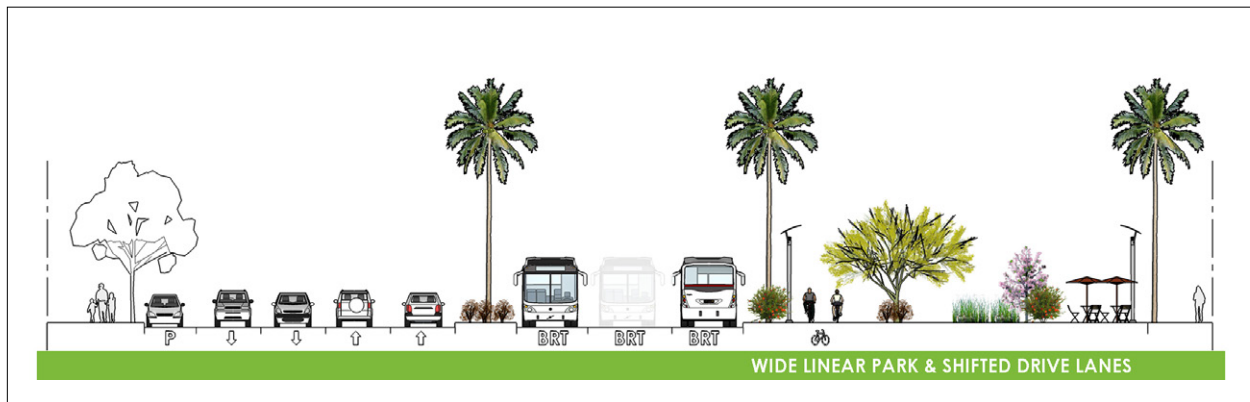 P BRT BRT BRT
WIDE LINEAR PARK & SHIFTED DRIVE LANES